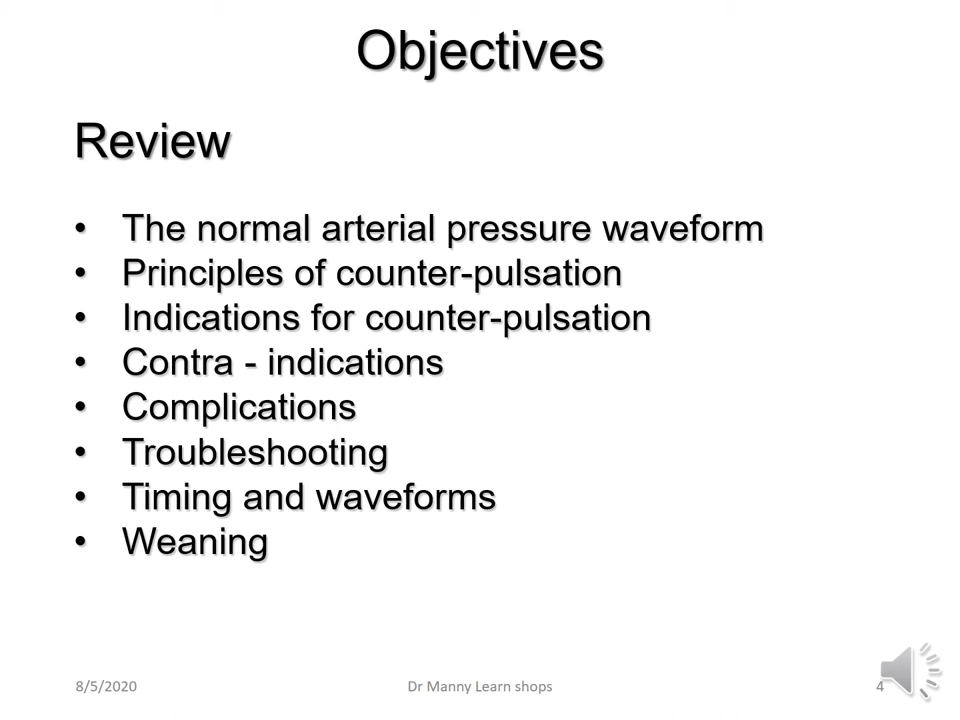 Objectives
Review
• The normal arterial pressure waveform
• Principles of counter-pulsation
• Indications for counter-pulsation
• Contra - indications
• Complications
• Troubleshooting
• Timing and waveforms
• Weaning
8/5/2020 Dr Manny Learn shops 4